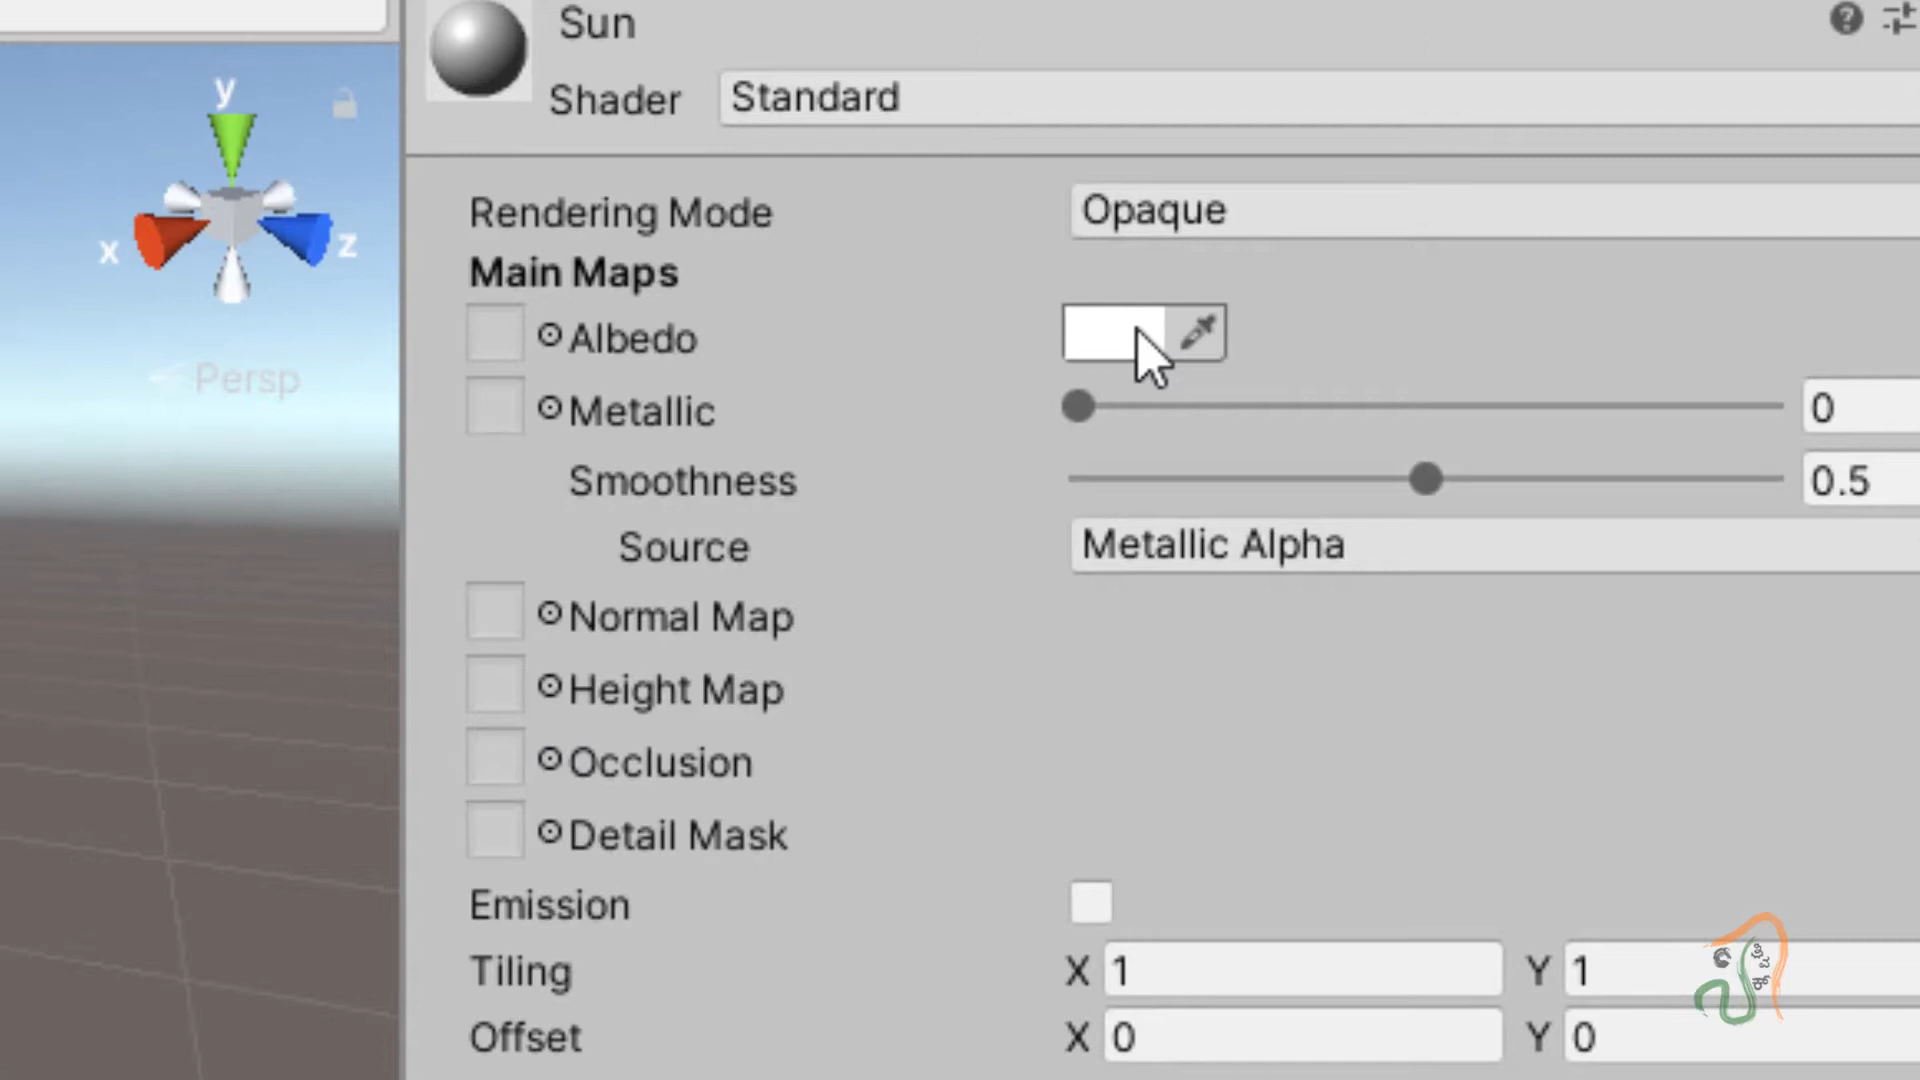 Sun
Shader Standard
y
x z
Persp
Rendering Mode Opaque
Main Maps
Albedo
Metallic 0
Smoothness 0.5
Source Metallic Alpha
Normal Map
Height Map
Occlusion
Detail Mask
Emission
Tiling X 1 Y 1
Offset X 0 Y 0